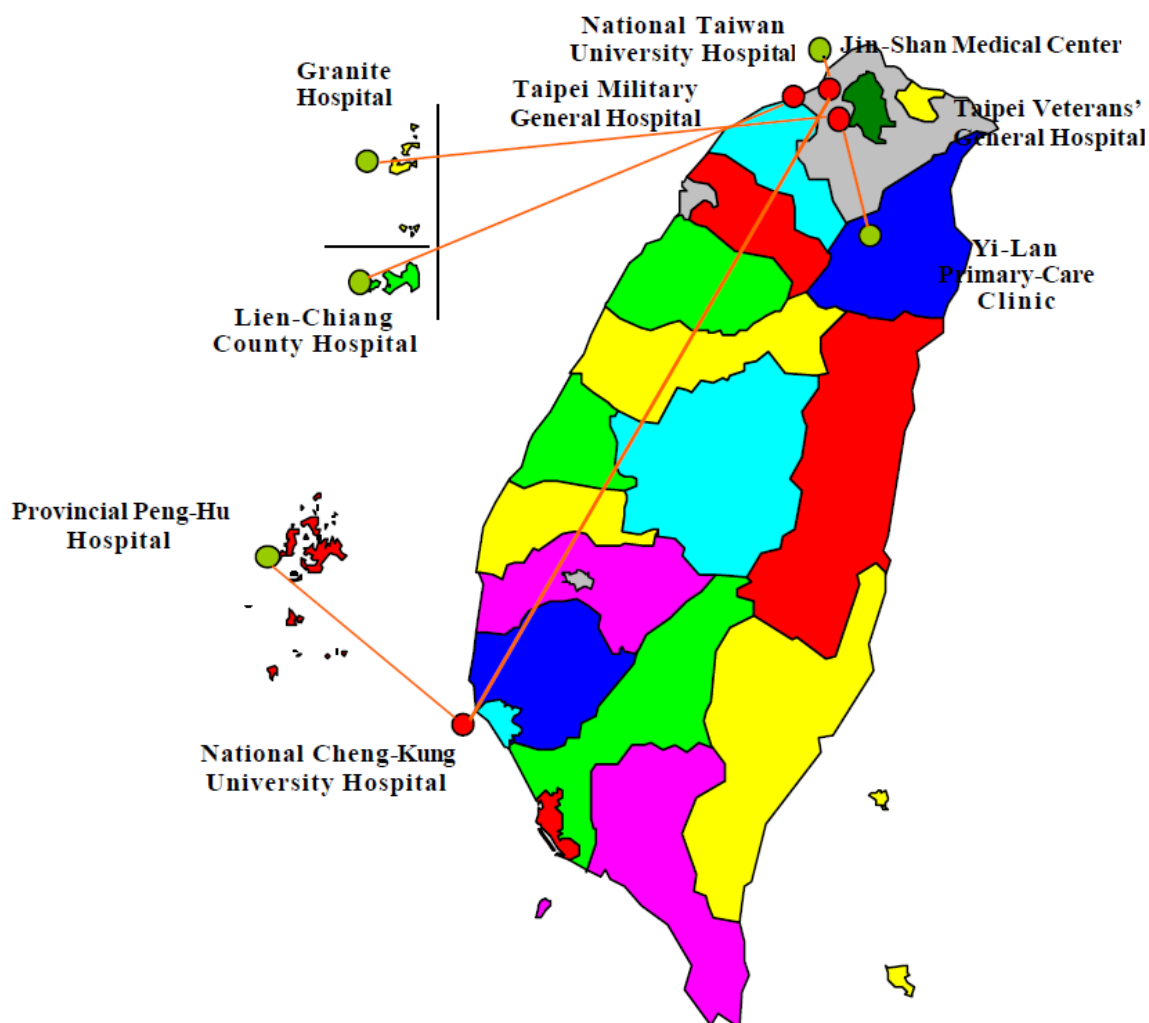 National Taiwan
University Hospital
Jin-Shan Medical Center
Granite
Hospital
Taipei Military
General Hospital
Taipei Veterans’
General Hospital
Yi-Lan
Primary-Care
Clinic
Lien-Chiang
County Hospital
Provincial Peng-Hu
Hospital
National Cheng-Kung
University Hospital